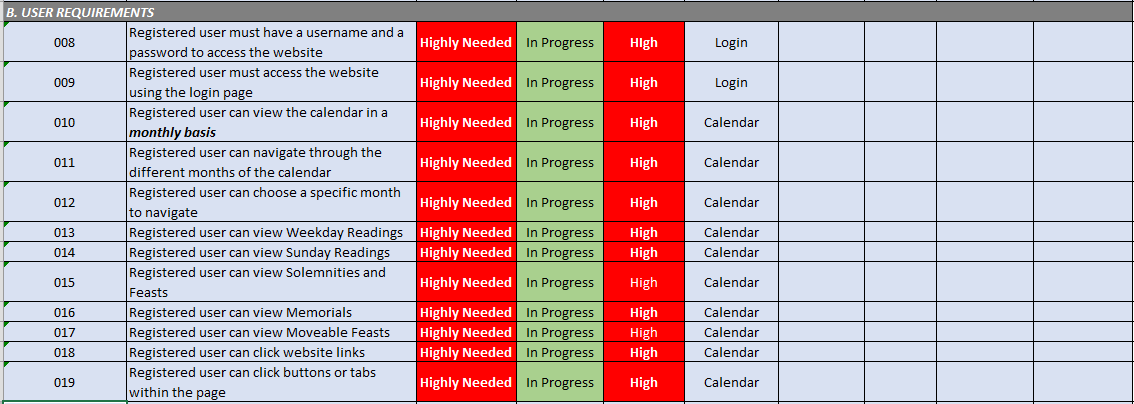 B. USER REQUIREMENTS
008 Registered user must have a username and a password to access the website Highly Needed In Progress HIgh Login
009 Registered user must access the website using the login page Highly Needed In Progress High Login
010 Registered user can view the calendar in a monthly basis Highly Needed In Progress High Calendar
011 Registered user can navigate through the different months of the calendar Highly Needed In Progress High Calendar
012 Registered user can choose a specific month to navigate Highly Needed In Progress High Calendar
013 Registered user can view Weekday Readings Highly Needed In Progress High Calendar
014 Registered user can view Sunday Readings Highly Needed In Progress High Calendar
015 Registered user can view Solemnities and Feasts Highly Needed In Progress High Calendar
016 Registered user can view Memorials Highly Needed In Progress High Calendar
017 Registered user can view Moveable Feasts Highly Needed In Progress High Calendar
018 Registered user can click website links Highly Needed In Progress High Calendar
019 Registered user can click buttons or tabs within the page Highly Needed In Progress High Calendar